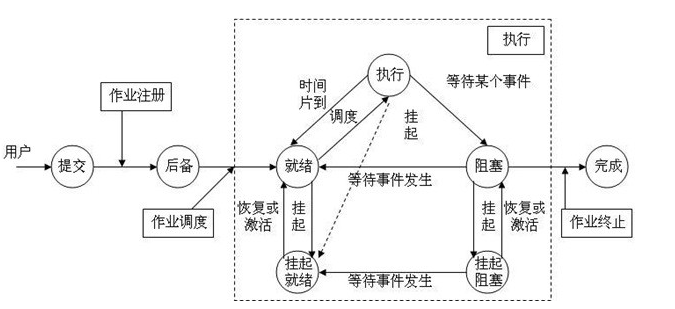 执行
执行
时间
片到
等待某个事件
作业注册
调度
挂
起
用户
提交
后备
就绪
阻塞
完成
等待事件发生
作业调度
恢复或
激活
挂
起
挂
起
恢复或
激活
作业终止
挂起
就绪
挂起
阻塞
等待事件发生